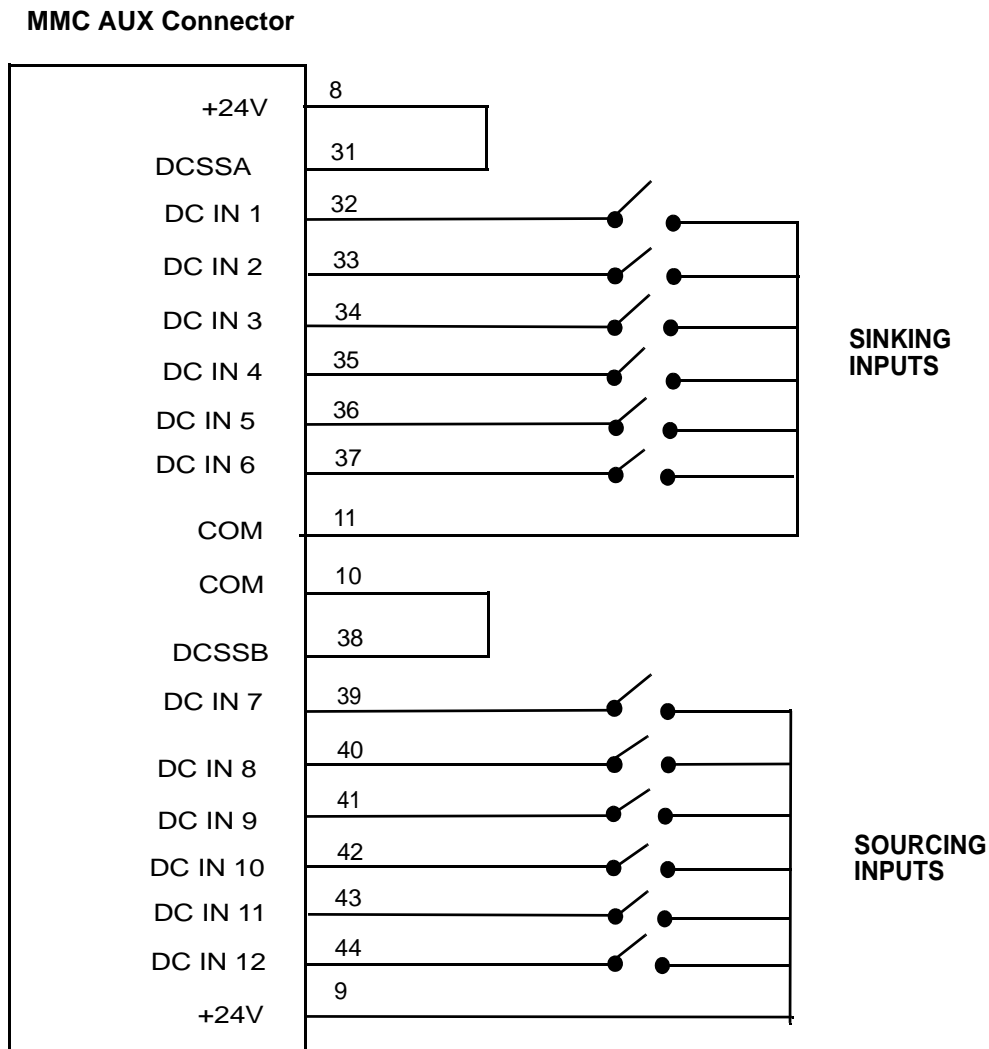 MMC AUX Connector
+24V 8
DCSSA 31
DC IN 1 32
DC IN 2 33
DC IN 3 34
DC IN 4 35
DC IN 5 36
DC IN 6 37
SINKING
INPUTS
COM 11
COM 10
DCSSB 38
DC IN 7 39
DC IN 8 40
DC IN 9 41
DC IN 10 42
DC IN 11 43
DC IN 12 44
SOURCING
INPUTS
+24V 9